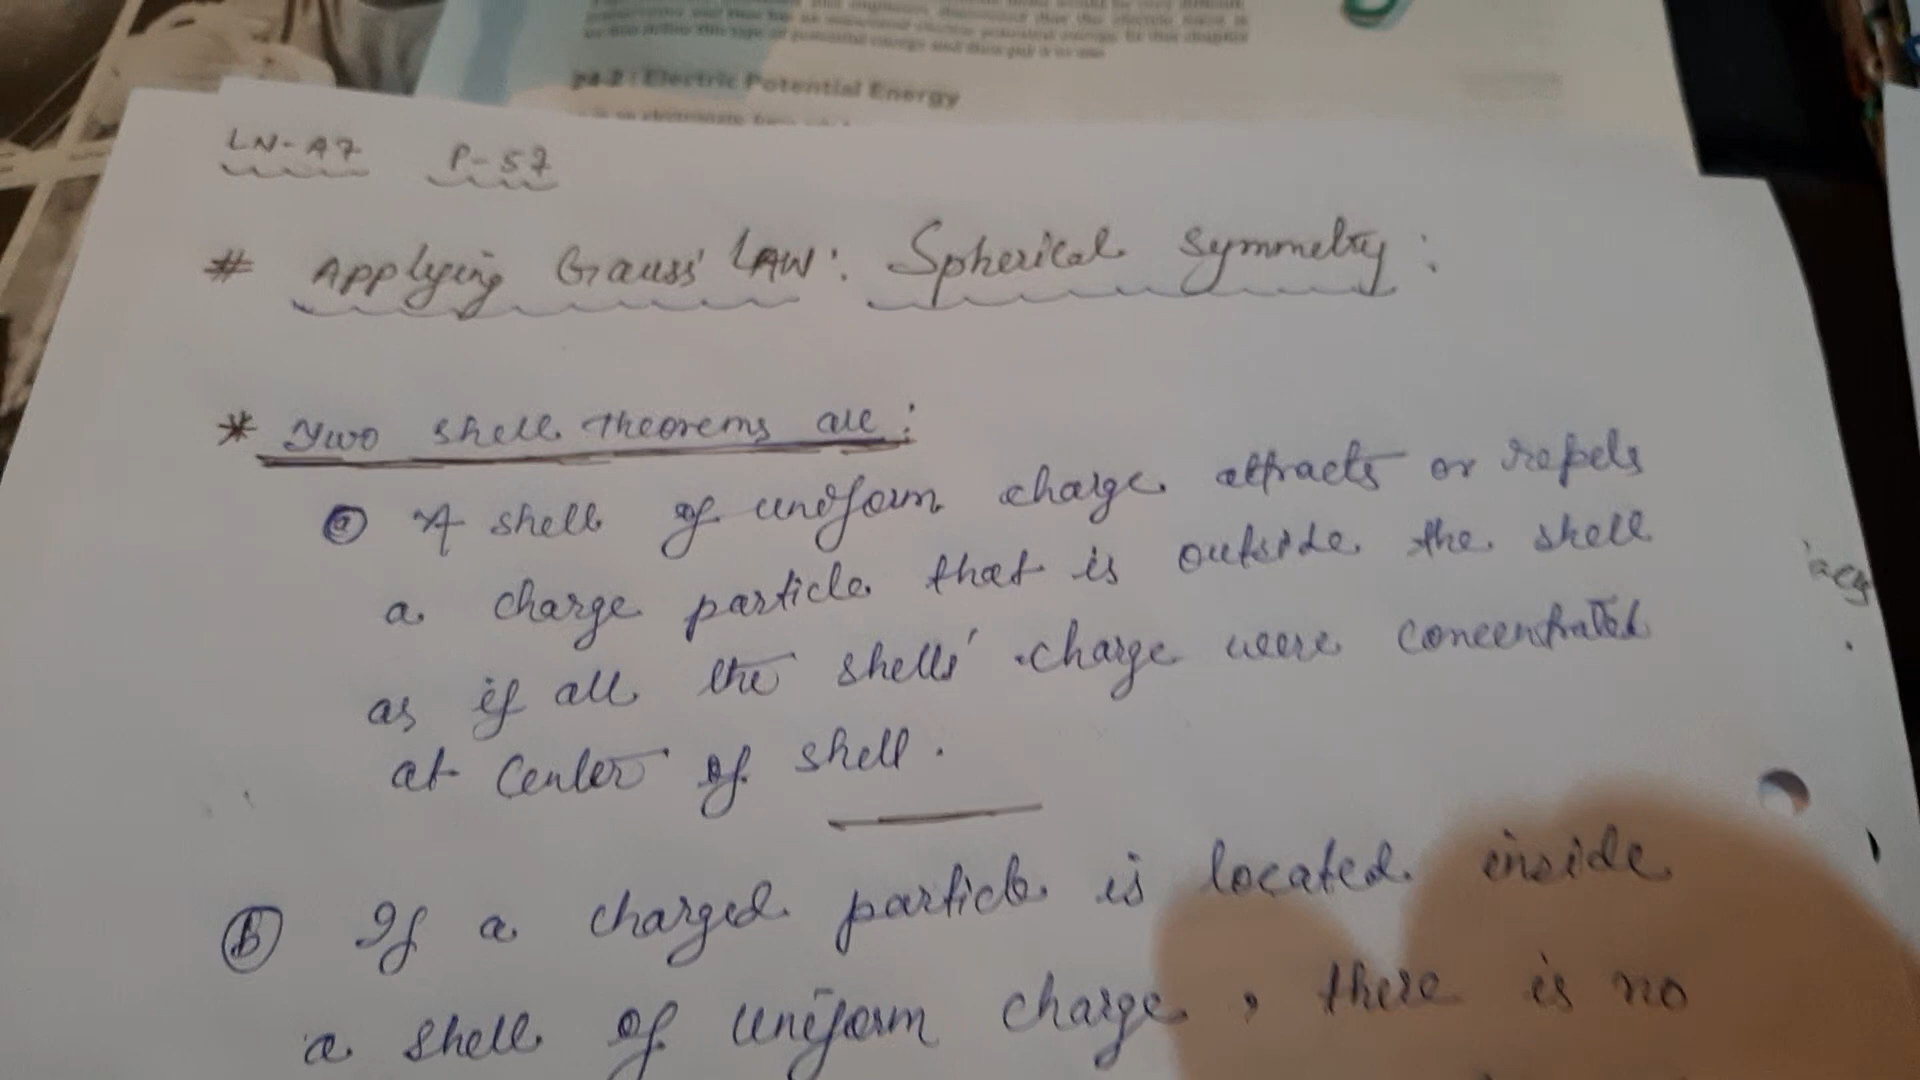 24-2 : Electric Potential Energy
LN-A7 P-57
# Applying Gauss' LAW: Spherical Symmetry:
* Two shell theorems are:
ⓐ A shell of uniform charge attracts or repels
a charge particle that is outside the shell
as if all the shells' charge were concentrated
at Center of shell.
ⓑ If a charged particle is located inside
a shell of uniform charge, there is no